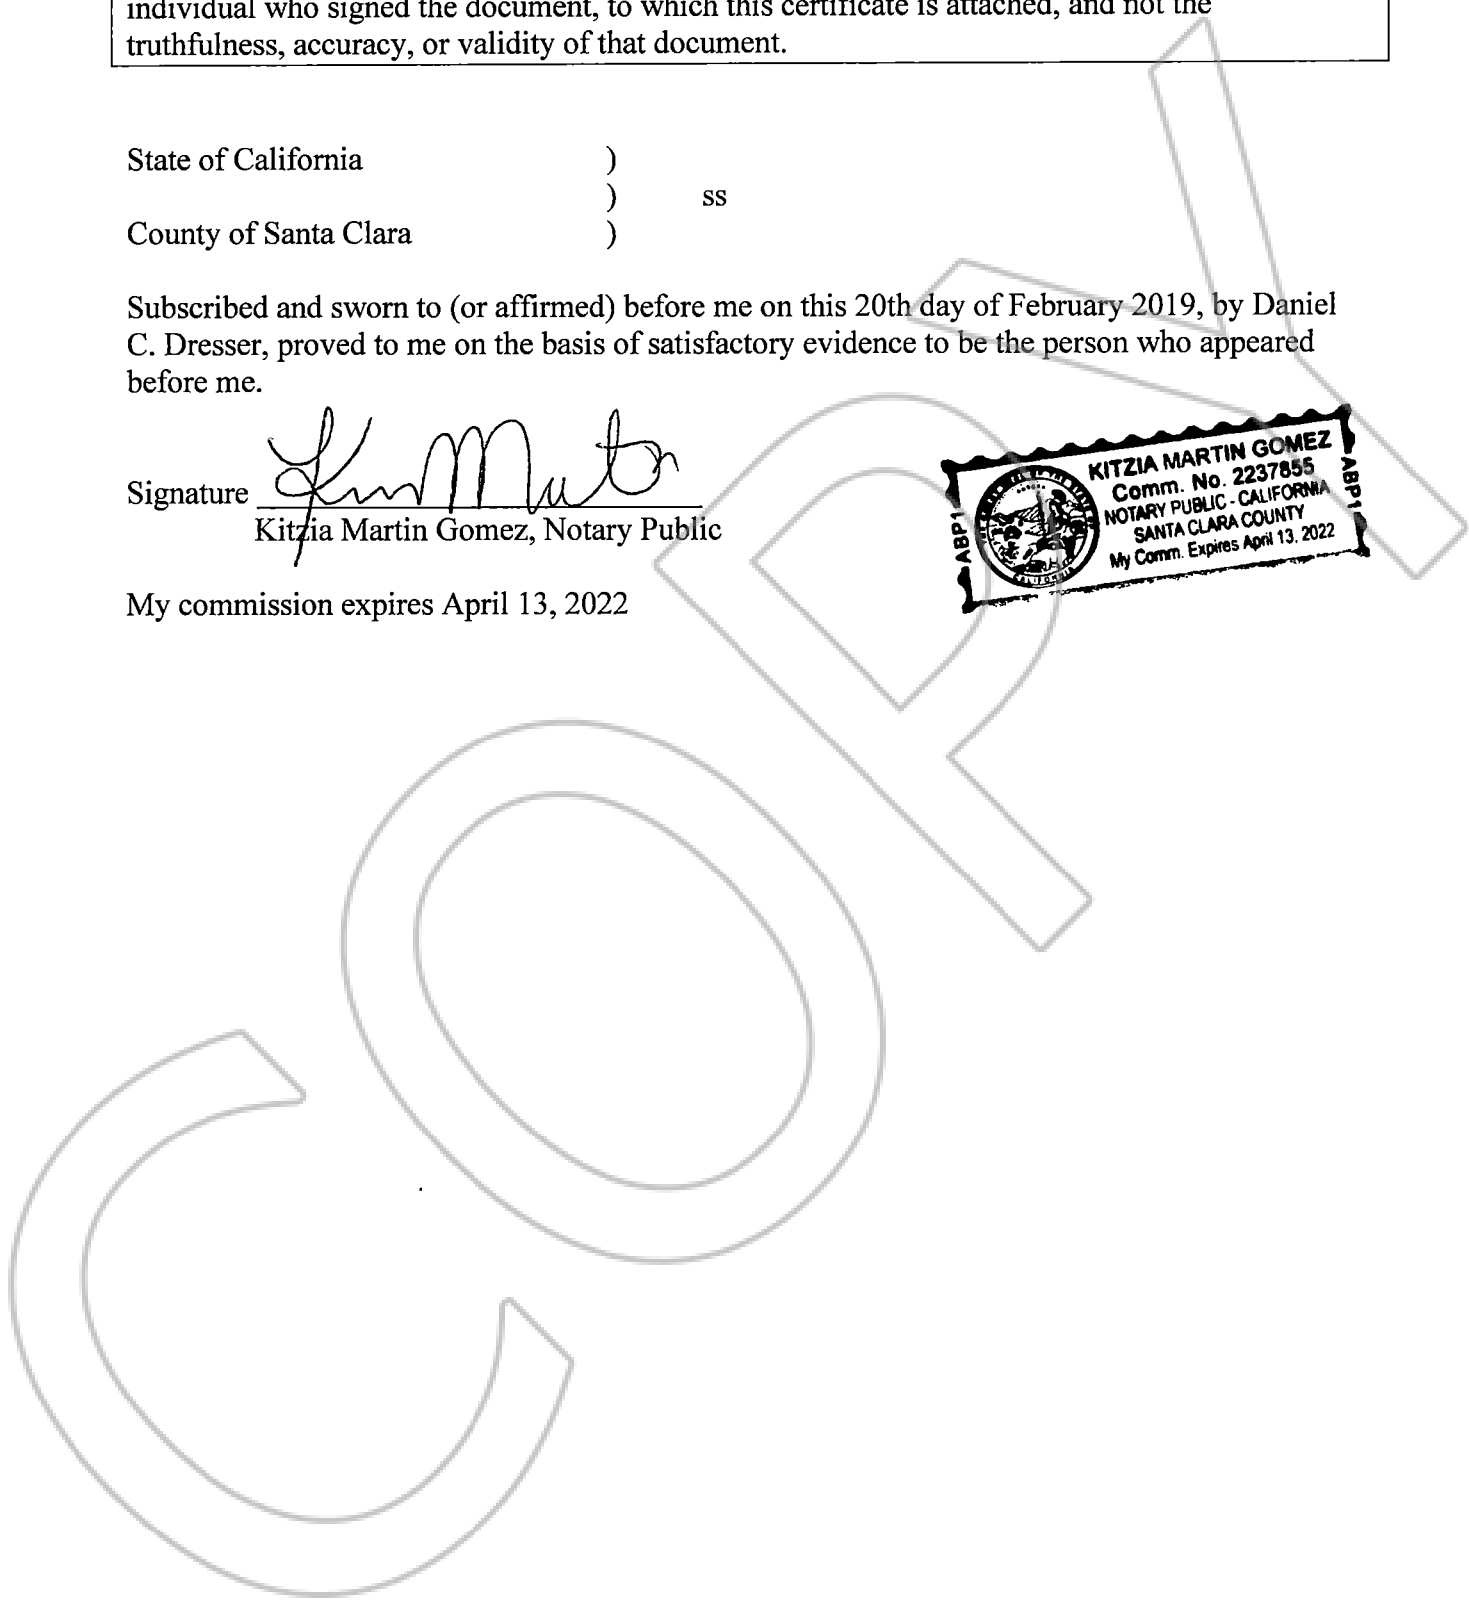 individual who signed the document, to which this certificate is attached, and not the
truthfulness, accuracy, or validity of that document.
State of California )
) ss
County of Santa Clara )
Subscribed and sworn to (or affirmed) before me on this 20th day of February 2019, by Daniel
C. Dresser, proved to me on the basis of satisfactory evidence to be the person who appeared
before me.
Signature
Kitzia Martin Gomez, Notary Public
My commission expires April 13, 2022
KITZIA MARTIN GOMEZ
Comm. No. 2237855
NOTARY PUBLIC - CALIFORNIA
SANTA CLARA COUNTY
My Comm. Expires April 13, 2022
ABP1
ABP1
COPY